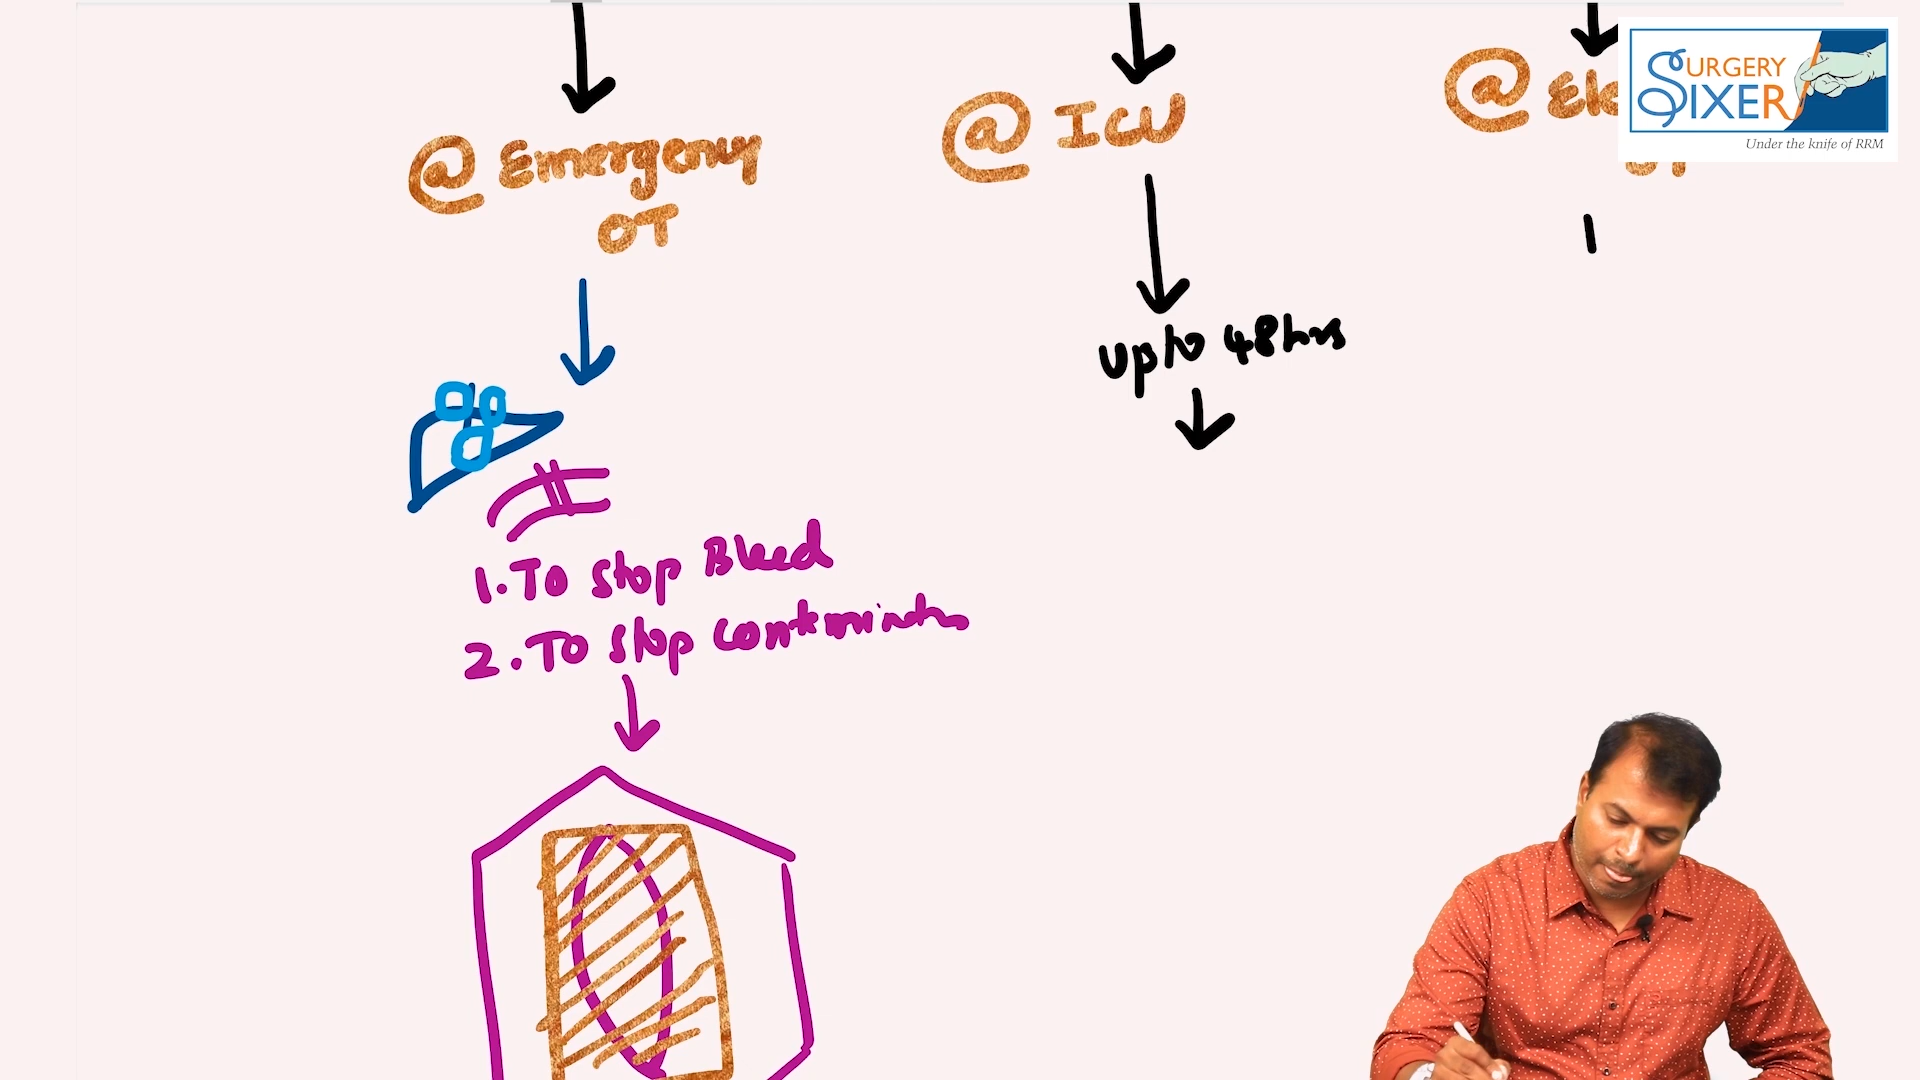 @ Emergency
OT
@ ICU
Upto 48hrs
@ Ele
OT
SURGERY
SIXER
Under the knife of RRM
1. To Stop Bleed
2. To Stop